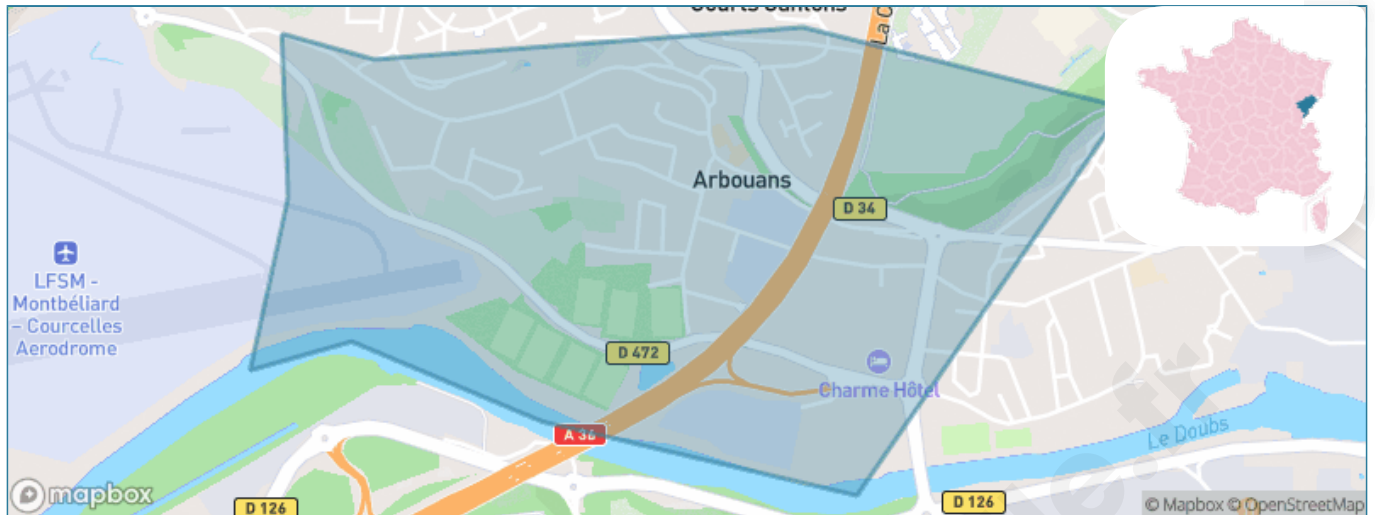 Arbouans
D 34
LFSM -
Montbéliard
– Courcelles
Aerodrome
D 472
Charme Hôtel
A 36
Le Doubs
D 126
D 126
mapbox
© Mapbox © OpenStreetMap